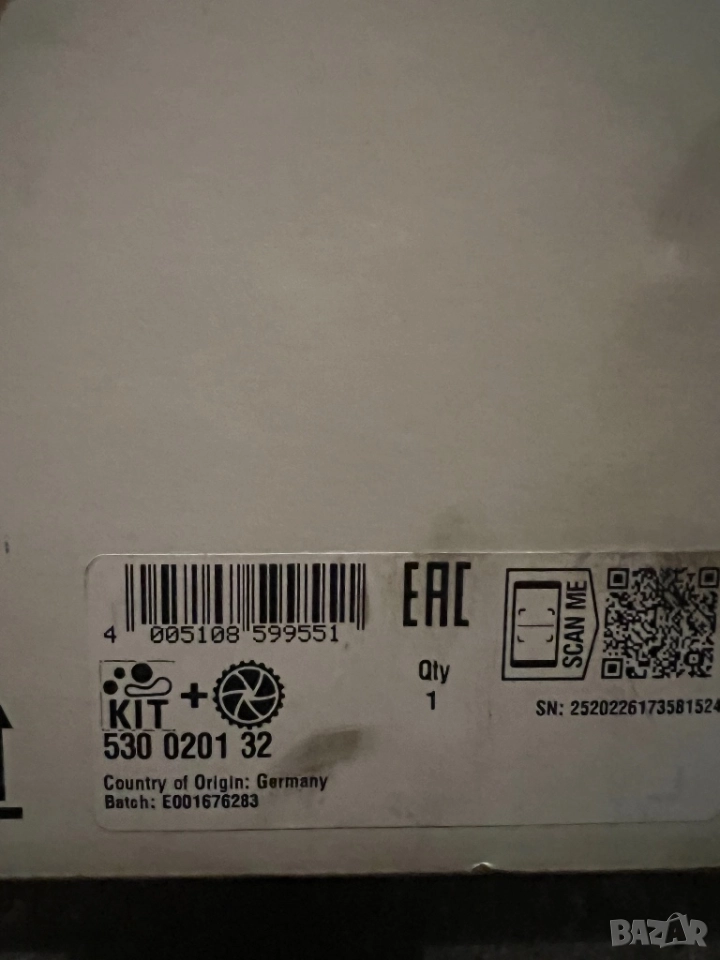 4 005108 599551
EAC
SCAN ME
Qty
1
KIT +
530 0201 32
SN: 2520226173581524
Country of Origin: Germany
Batch: E001676283
BAZAR